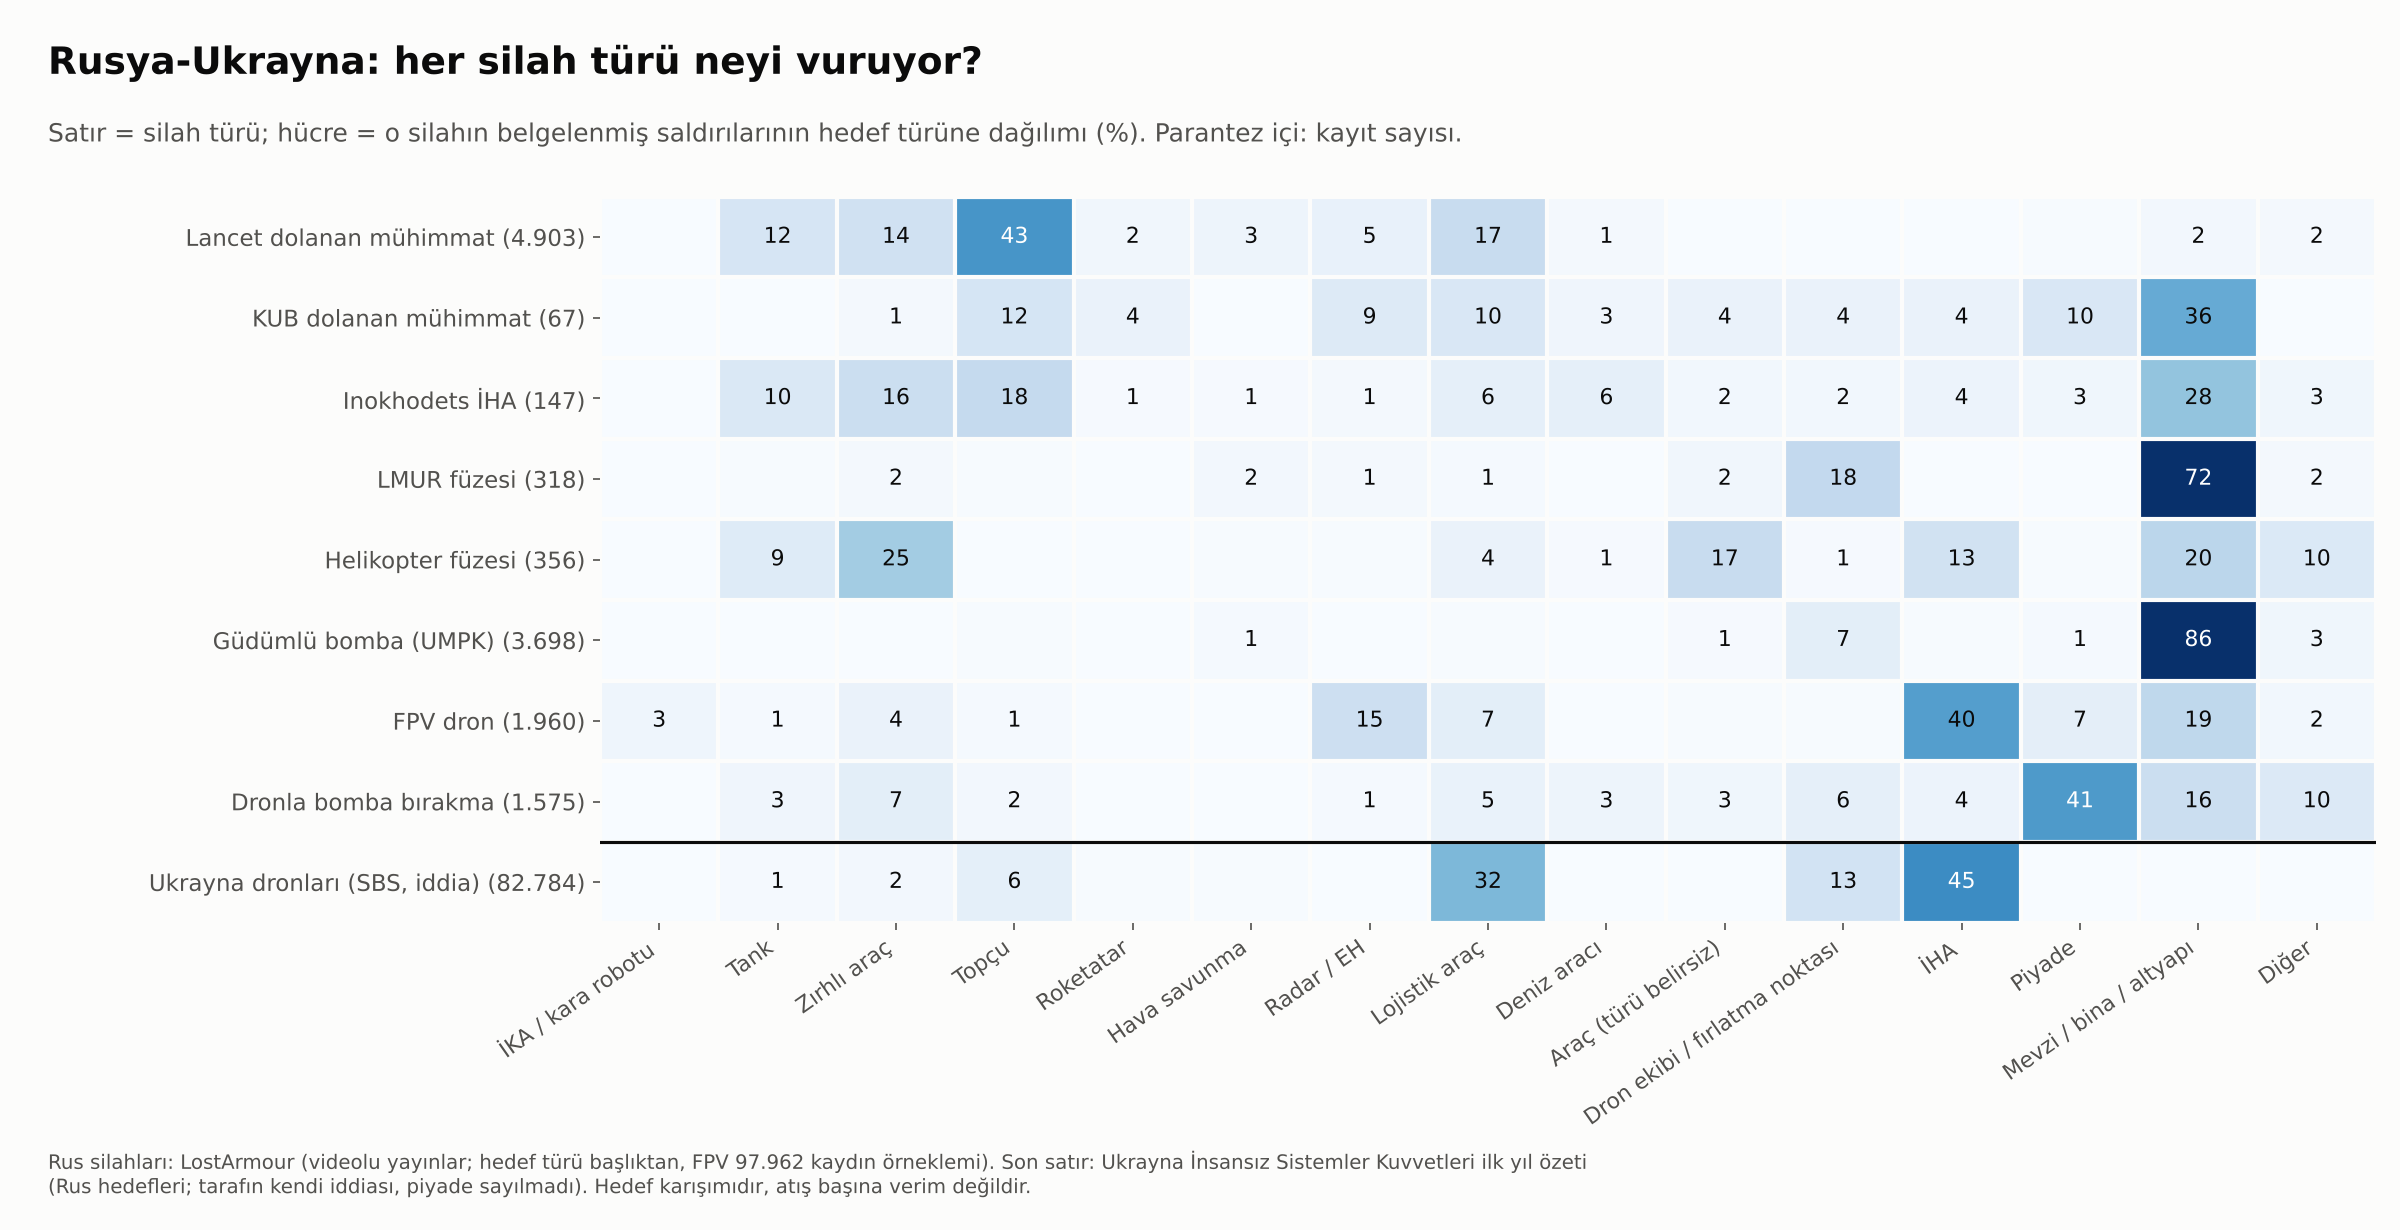 Rusya-Ukrayna: her silah türü neyi vuruyor?
Satır = silah türü; hücre = o silahın belgelenmiş saldırılarının hedef türüne dağılımı (%). Parantez içi: kayıt sayısı.
Lancet dolanan mühimmat (4.903) 12 14 43 2 3 5 17 1 2 2
KUB dolanan mühimmat (67) 1 12 4 9 10 3 4 4 4 10 36
Inokhodets İHA (147) 10 16 18 1 1 1 6 6 2 2 4 3 28 3
LMUR füzesi (318) 2 2 1 1 2 18 72 2
Helikopter füzesi (356) 9 25 4 1 17 1 13 20 10
Güdümlü bomba (UMPK) (3.698) 1 1 7 1 86 3
FPV dron (1.960) 3 1 4 1 15 7 40 7 19 2
Dronla bomba bırakma (1.575) 3 7 2 1 5 3 3 6 4 41 16 10
Ukrayna dronları (SBS, iddia) (82.784) 1 2 6 32 13 45
İKA / kara robotu
Tank
Zırhlı araç
Topçu
Roketatar
Hava savunma
Radar / EH
Lojistik araç
Deniz aracı
Araç (türü belirsiz)
Dron ekibi / fırlatma noktası
İHA
Piyade
Mevzi / bina / altyapı
Diğer
Rus silahları: LostArmour (videolu yayınlar; hedef türü başlıktan, FPV 97.962 kaydın örneklemi). Son satır: Ukrayna İnsansız Sistemler Kuvvetleri ilk yıl özeti
(Rus hedefleri; tarafın kendi iddiası, piyade sayılmadı). Hedef karışımıdır, atış başına verim değildir.